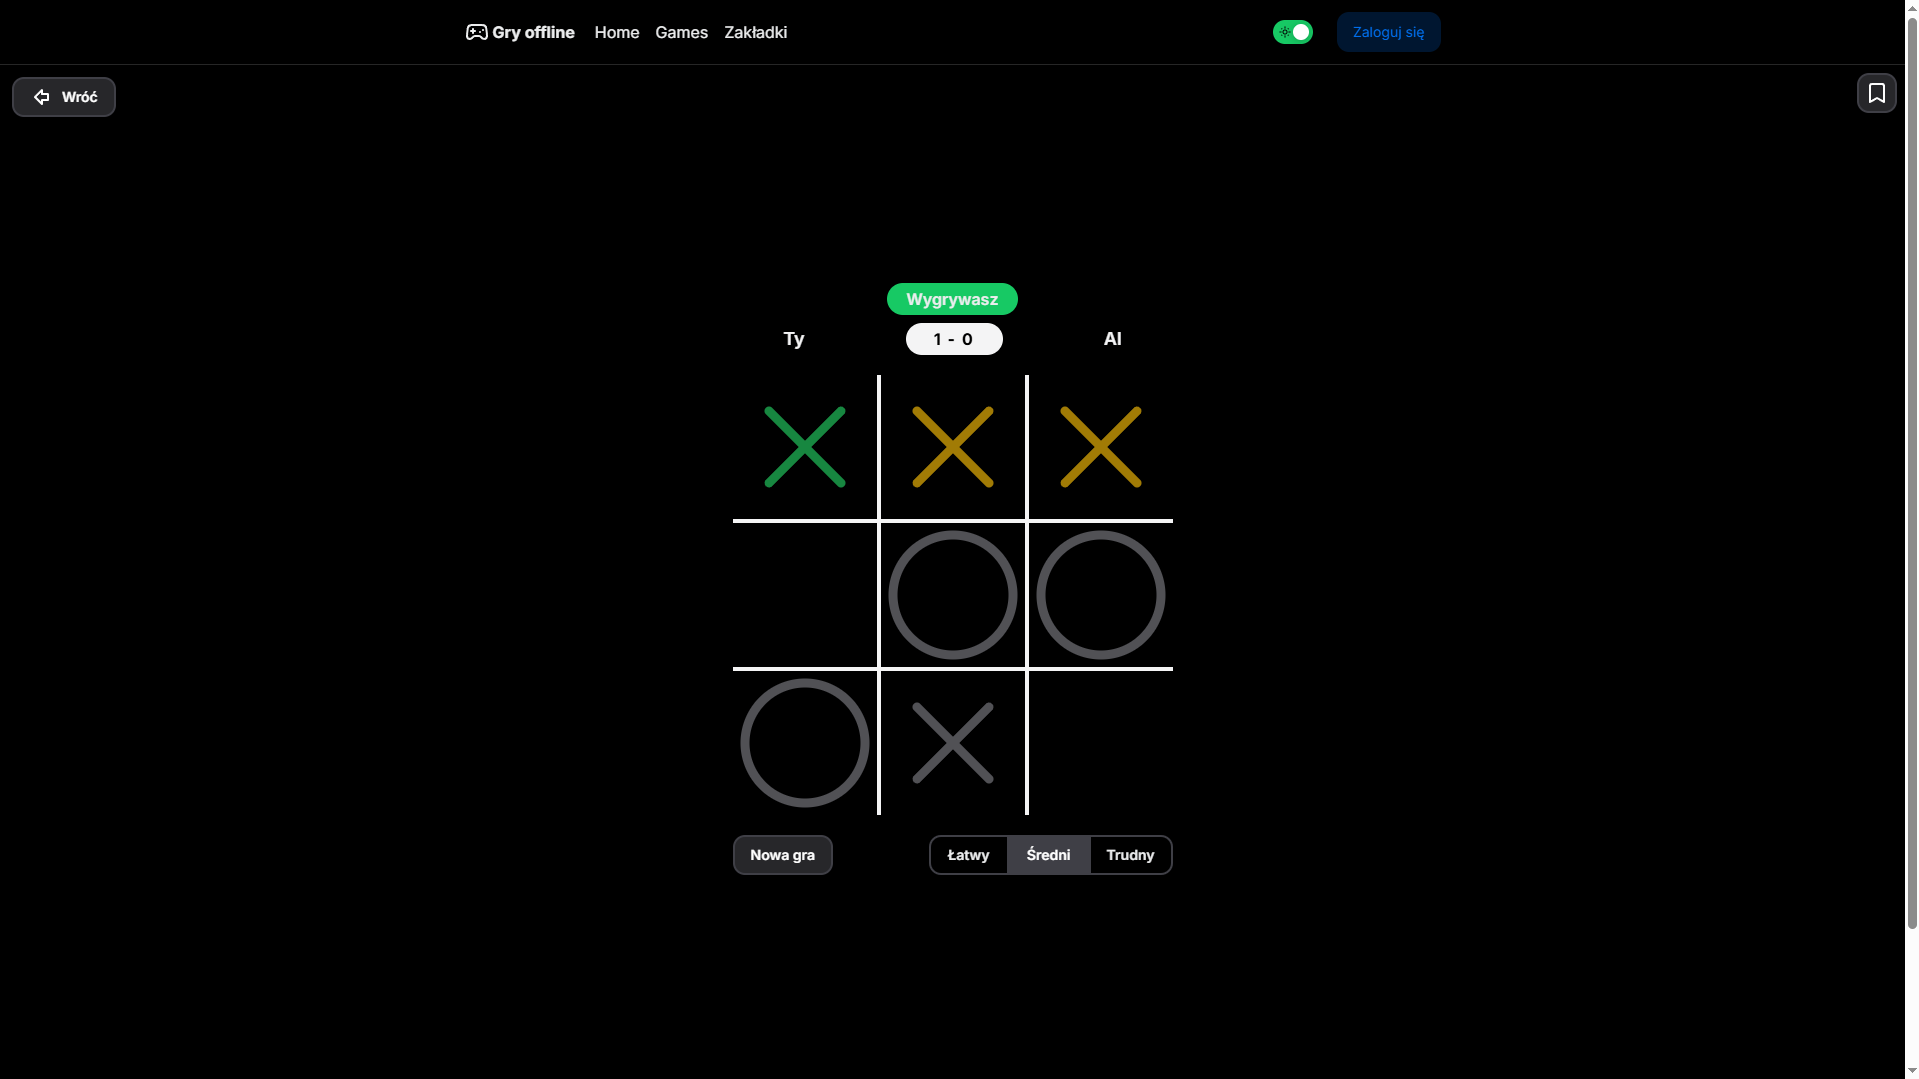 Gry offline Home Games Zakładki Zaloguj się
Wróć
Wygrywasz
Ty 1 - 0 AI
Nowa gra Łatwy Średni Trudny